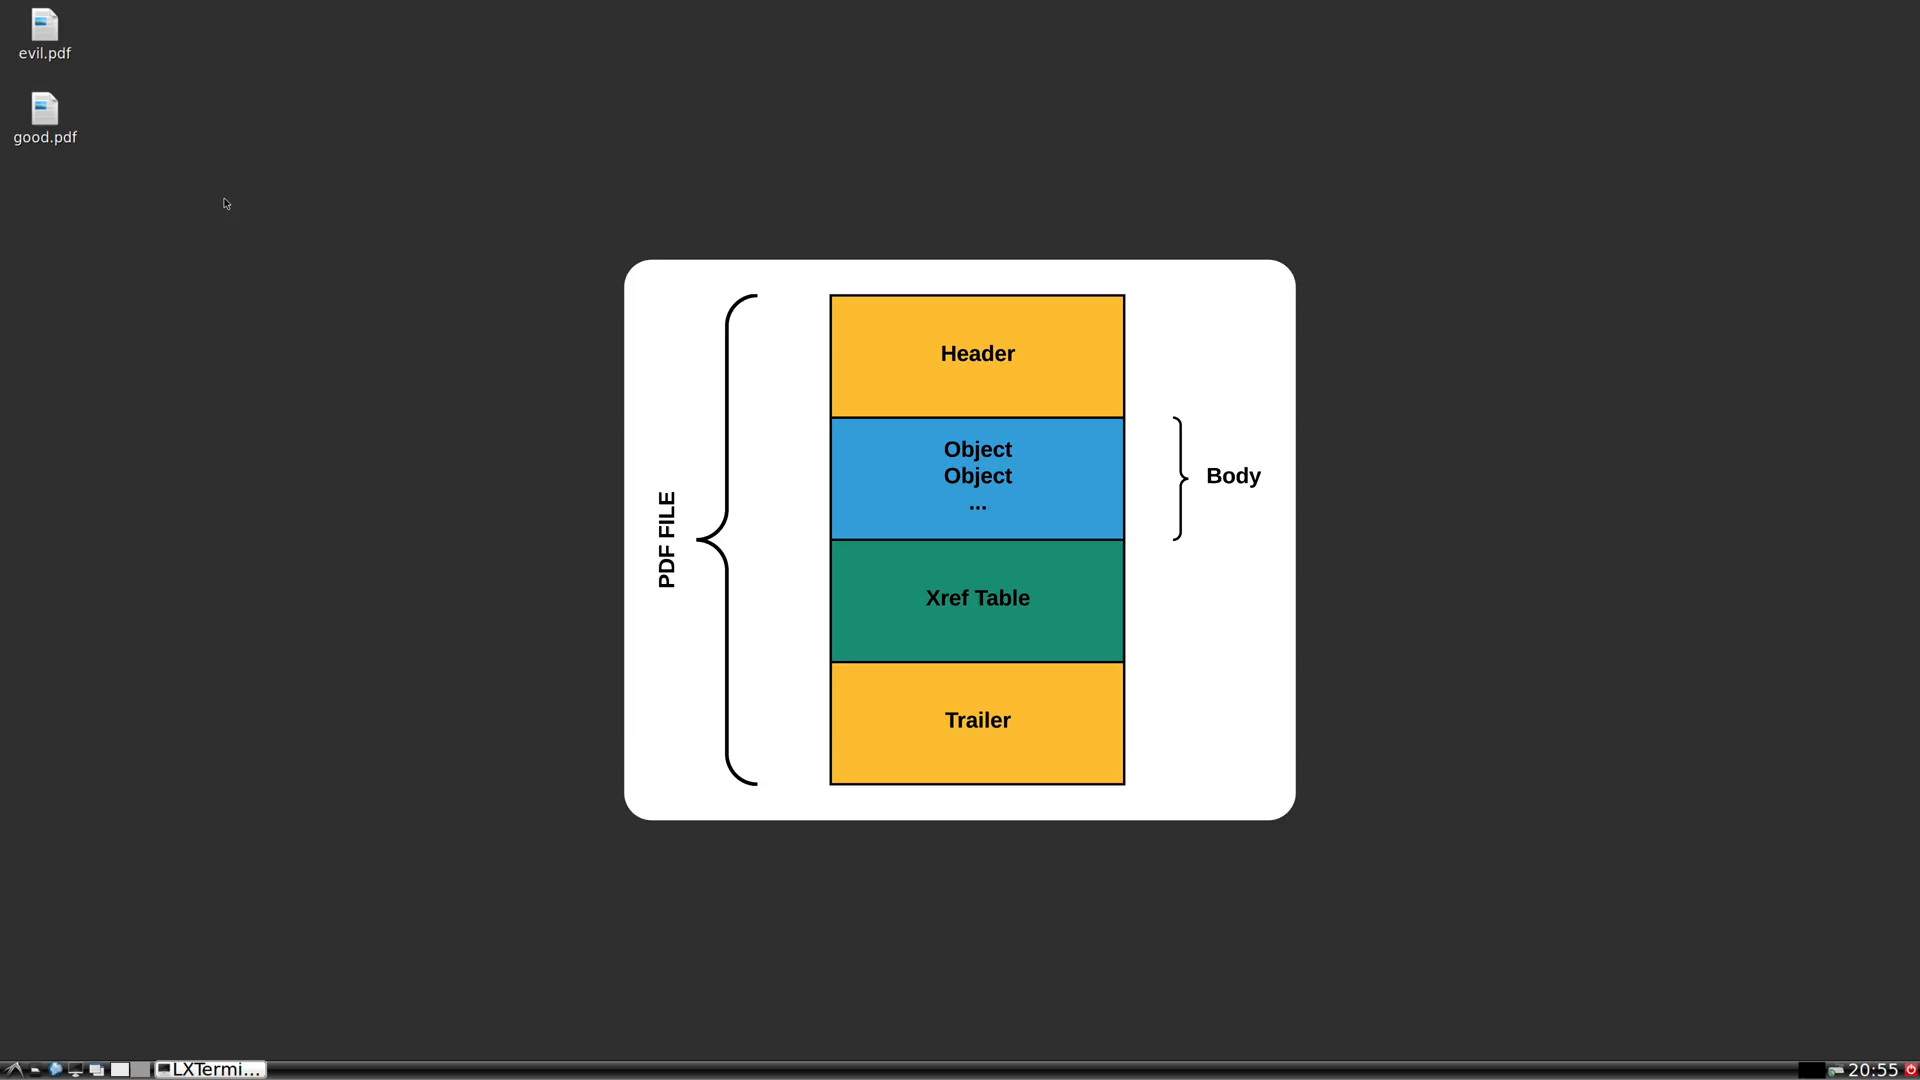 evil.pdf
good.pdf
PDF FILE
Header
Object
Object
...
Body
Xref Table
Trailer
LXTermi...
20:55